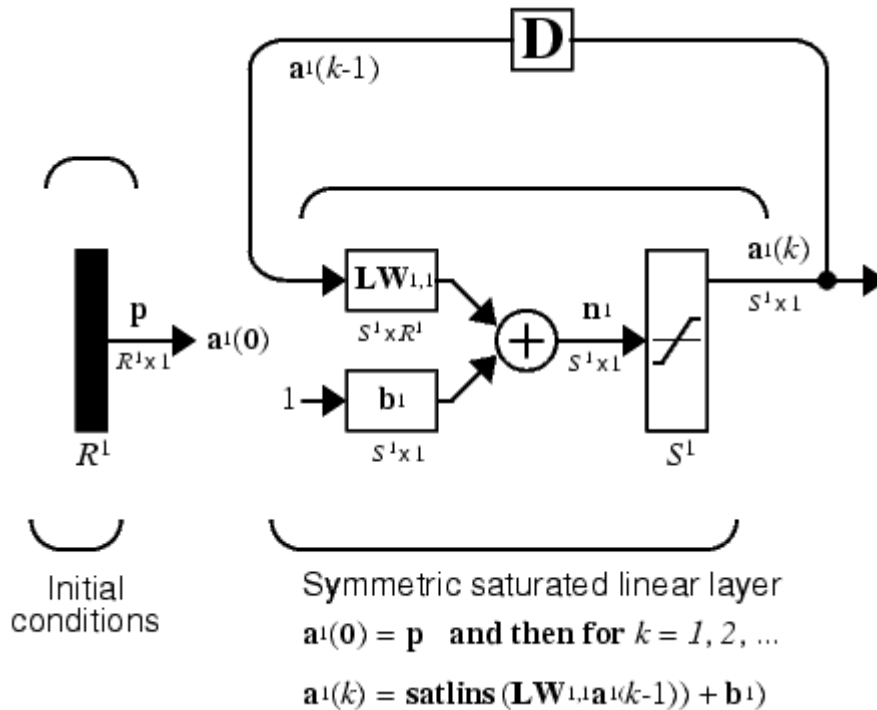 D
a¹(k-1)
a¹(k)
LW1,1
p
a¹(0)
n¹
S¹x1
R¹x1
S¹xR¹
S¹x1
1
b¹
R¹
S¹x1
S¹
Initial
conditions
Symmetric saturated linear layer
a¹(0) = p and then for k = 1, 2, ...
a¹(k) = satlins (LW1,1a¹(k-1)) + b¹)